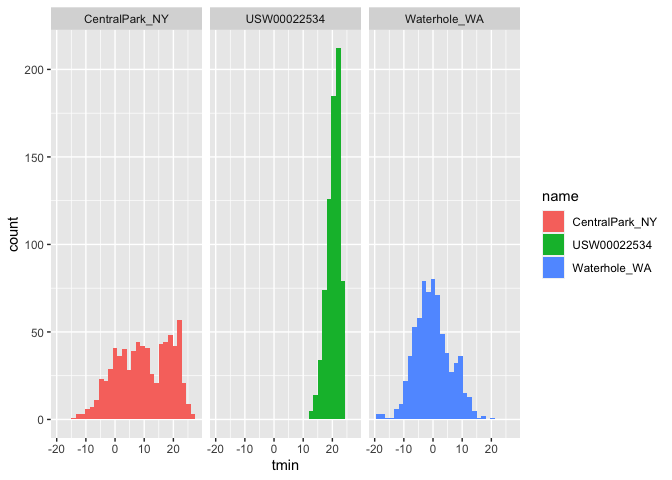 CentralPark_NY USW00022534 Waterhole_WA
200
150
100
50
0
count
-20 -10 0 10 20 -20 -10 0 10 20 -20 -10 0 10 20
tmin
name
CentralPark_NY
USW00022534
Waterhole_WA